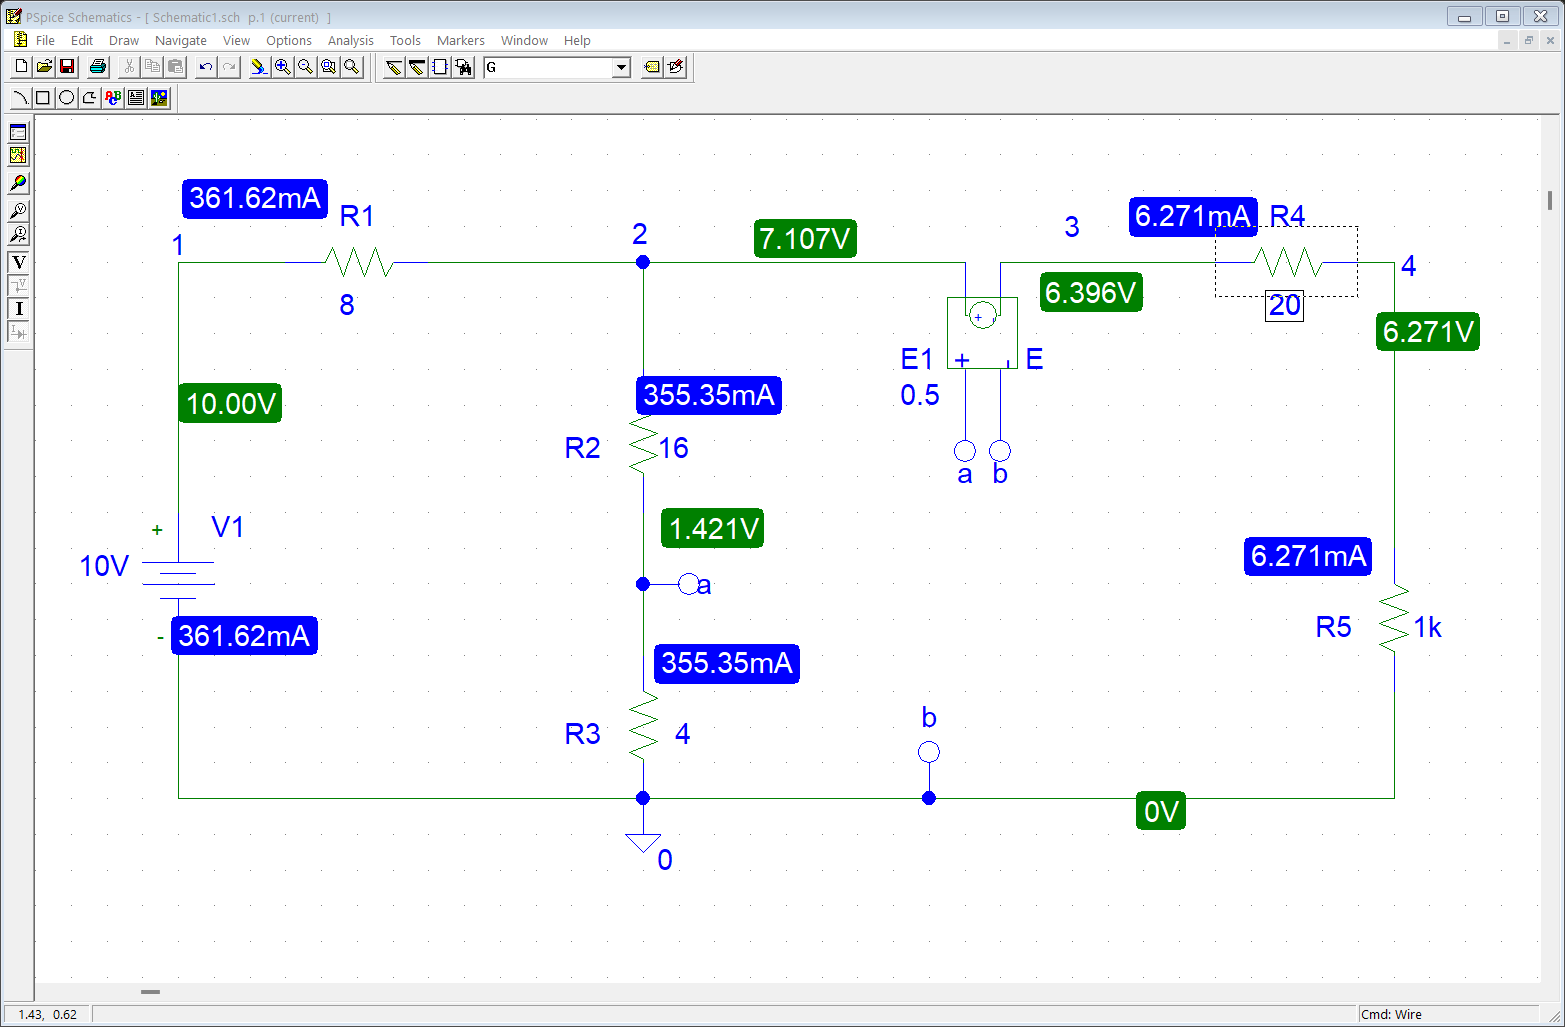 PSpice Schematics - [ Schematic1.sch p.1 (current) ]
File Edit Draw Navigate View Options Analysis Tools Markers Window Help
G
ABC
V
I
361.62mA
R1
1
8
2
7.107V
3
6.271mA
R4
4
6.396V
20
6.271V
E1
+
E
0.5
10.00V
355.35mA
R2
16
a
b
1.421V
+
V1
10V
a
6.271mA
R5
1k
-
361.62mA
355.35mA
R3
4
b
0V
0
1.43, 0.62
Cmd: Wire